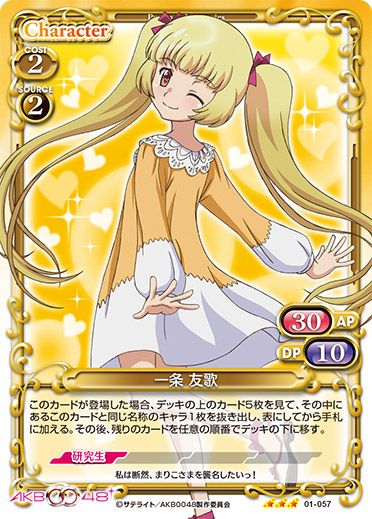 Character
COST
2
SOURCE
2
30 AP
DP 10
一条 友歌
このカードが登場した場合、デッキの上のカード5枚を見て、その中に
あるこのカードと同じ名称のキャラ1枚を抜き出し、表にしてから手札
に加える。その後、残りのカードを任意の順番でデッキの下に移す。
研究生
私は断然、まりこさまを襲名したいっ!
AKB0048
©サテライト/AKB0048製作委員会
01-057